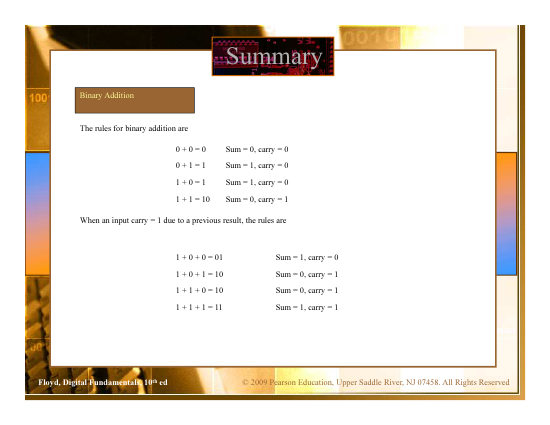 Summary
Binary Addition
The rules for binary addition are
0 + 0 = 0 Sum = 0, carry = 0
0 + 1 = 1 Sum = 1, carry = 0
1 + 0 = 1 Sum = 1, carry = 0
1 + 1 = 10 Sum = 0, carry = 1
When an input carry = 1 due to a previous result, the rules are
1 + 0 + 0 = 01 Sum = 1, carry = 0
1 + 0 + 1 = 10 Sum = 0, carry = 1
1 + 1 + 0 = 10 Sum = 0, carry = 1
1 + 1 + 1 = 11 Sum = 1, carry = 1
Floyd, Digital Fundamentals, 10th ed
© 2009 Pearson Education, Upper Saddle River, NJ 07458. All Rights Reserved